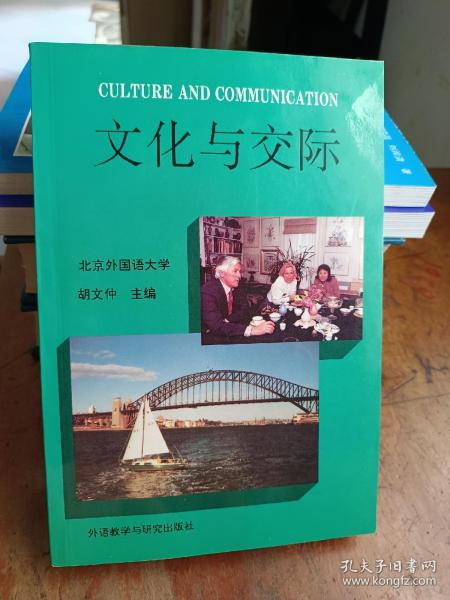 CULTURE AND COMMUNICATION
文化与交际
北京外国语大学
胡文仲 主编
外语教学与研究出版社
孔夫子旧书网
www.kongfz.com